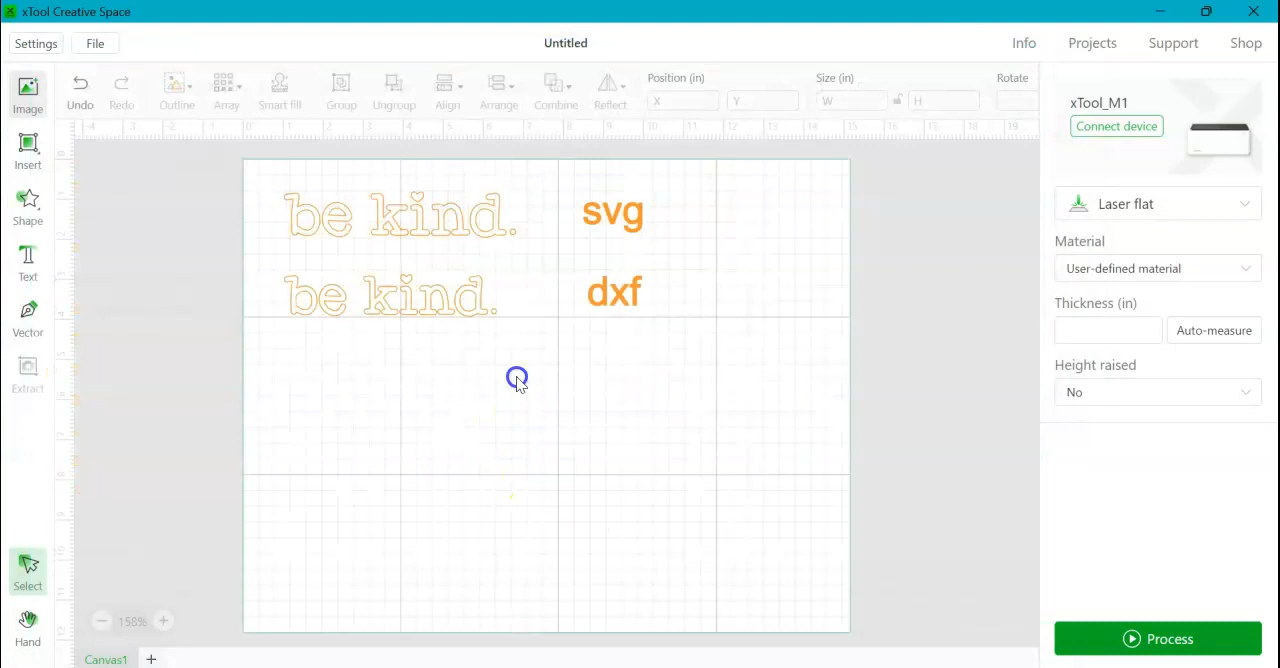 xTool Creative Space
Settings File Untitled Info Projects Support Shop
Image Undo Redo Outline Array Smart fill Group Ungroup Align Arrange Combine Reflect Position (in) X Y Size (in) W H Rotate
Insert
Shape
Text
Vector
Extract
Select
Hand
be kind. svg
be kind. dxf
158%
Canvas1 +
xTool_M1
Connect device
Laser flat
Material
User-defined material
Thickness (in)
Auto-measure
Height raised
No
Process